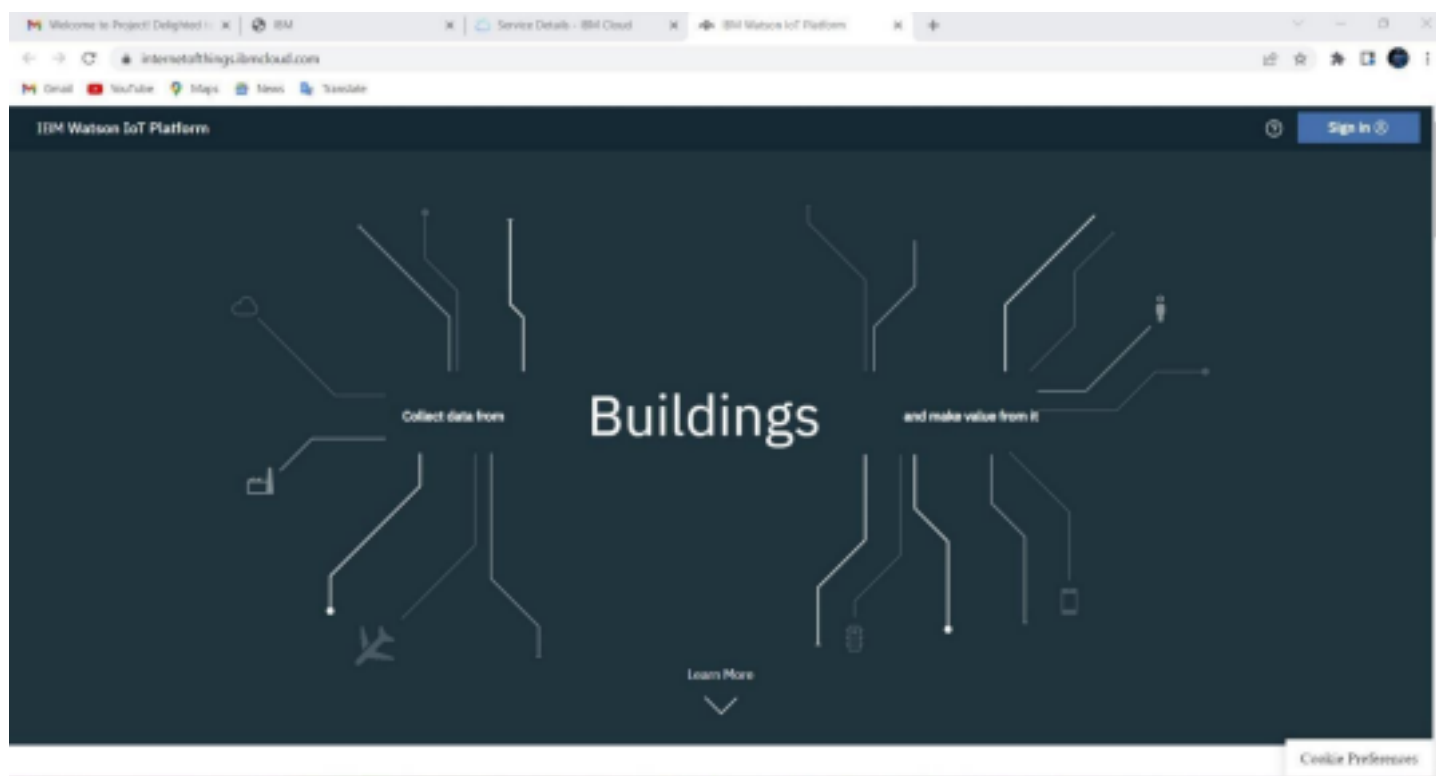 Welcome to Project! Delighted t
IBM
Service Details - IBM Cloud
IBM Watson IoT Platform
internetofthings.ibmcloud.com
Gmail
YouTube
Maps
News
Translate
IBM Watson IoT Platform
Sign in
Collect data from
Buildings
and make value from it
Learn More
Cookie Preferences